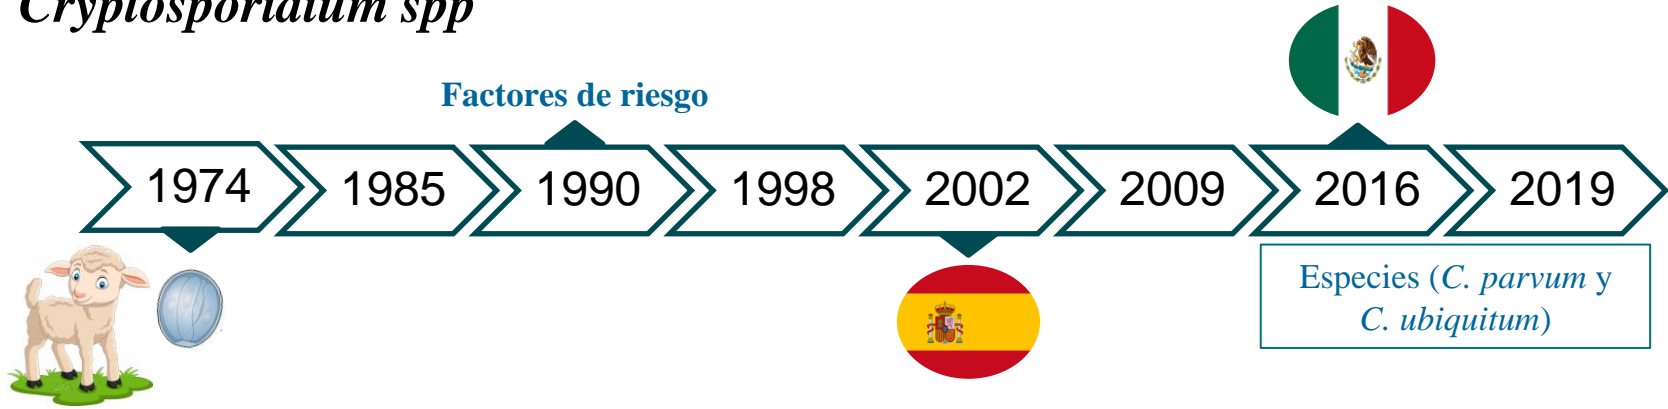 Cryptosporidium spp
Factores de riesgo
1974
1985
1990
1998
2002
2009
2016
2019
Especies (C. parvum y
C. ubiquitum)